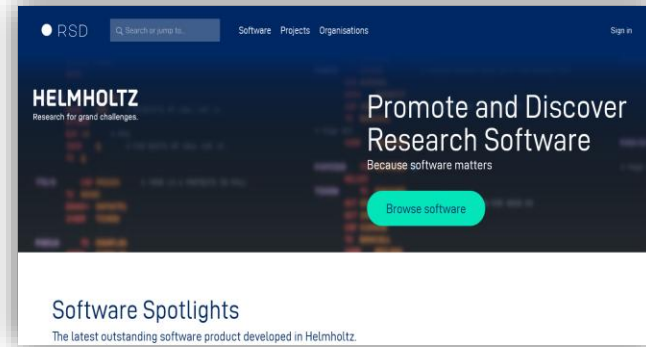 RSD
Search or jump to...
Software Projects Organisations
Sign in
HELMHOLTZ
Research for grand challenges.
Promote and Discover
Research Software
Because software matters
Browse software
Software Spotlights
The latest outstanding software product developed in Helmholtz.